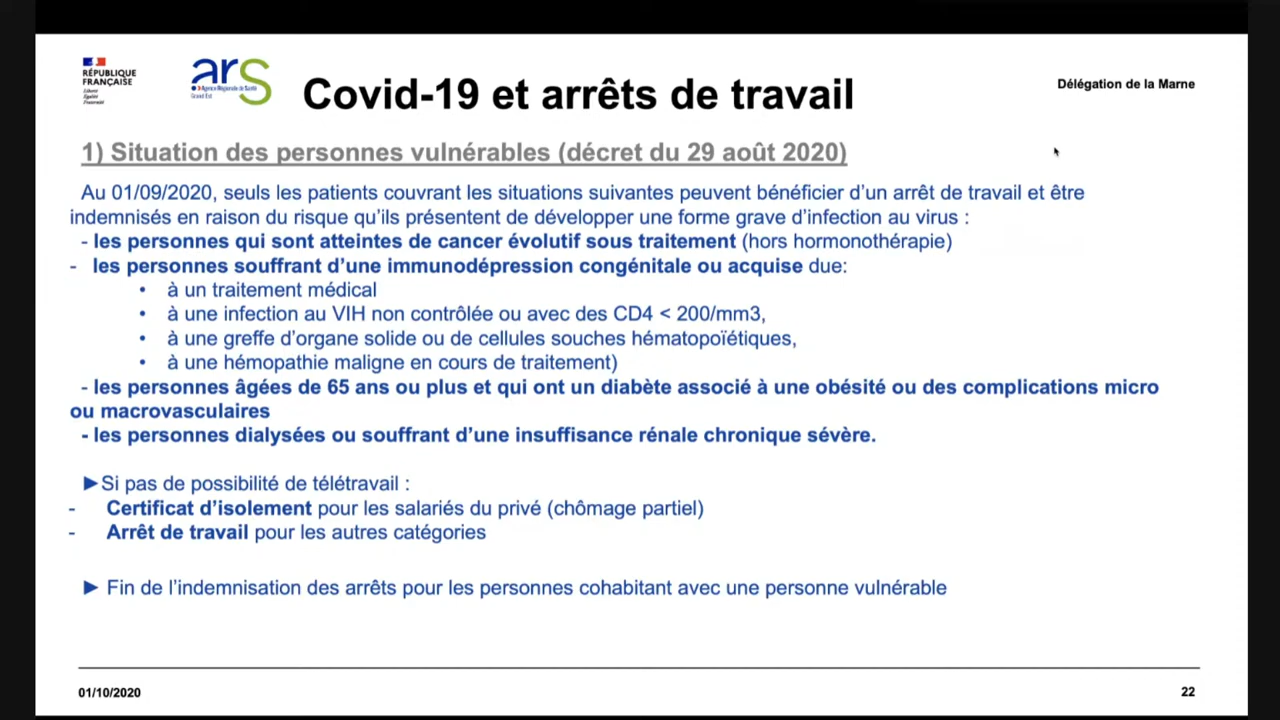 RÉPUBLIQUE
FRANÇAISE
Liberté
Égalité
Fraternité
ars
Agence Régionale de Santé
Grand Est
Covid-19 et arrêts de travail
Délégation de la Marne
1) Situation des personnes vulnérables (décret du 29 août 2020)
Au 01/09/2020, seuls les patients couvrant les situations suivantes peuvent bénéficier d’un arrêt de travail et être
indemnisés en raison du risque qu’ils présentent de développer une forme grave d’infection au virus :
- les personnes qui sont atteintes de cancer évolutif sous traitement (hors hormonothérapie)
- les personnes souffrant d’une immunodépression congénitale ou acquise due:
• à un traitement médical
• à une infection au VIH non contrôlée ou avec des CD4 < 200/mm3,
• à une greffe d’organe solide ou de cellules souches hématopoïétiques,
• à une hémopathie maligne en cours de traitement)
- les personnes âgées de 65 ans ou plus et qui ont un diabète associé à une obésité ou des complications micro
ou macrovasculaires
- les personnes dialysées ou souffrant d’une insuffisance rénale chronique sévère.
►Si pas de possibilité de télétravail :
- Certificat d’isolement pour les salariés du privé (chômage partiel)
- Arrêt de travail pour les autres catégories
► Fin de l’indemnisation des arrêts pour les personnes cohabitant avec une personne vulnérable
01/10/2020
22